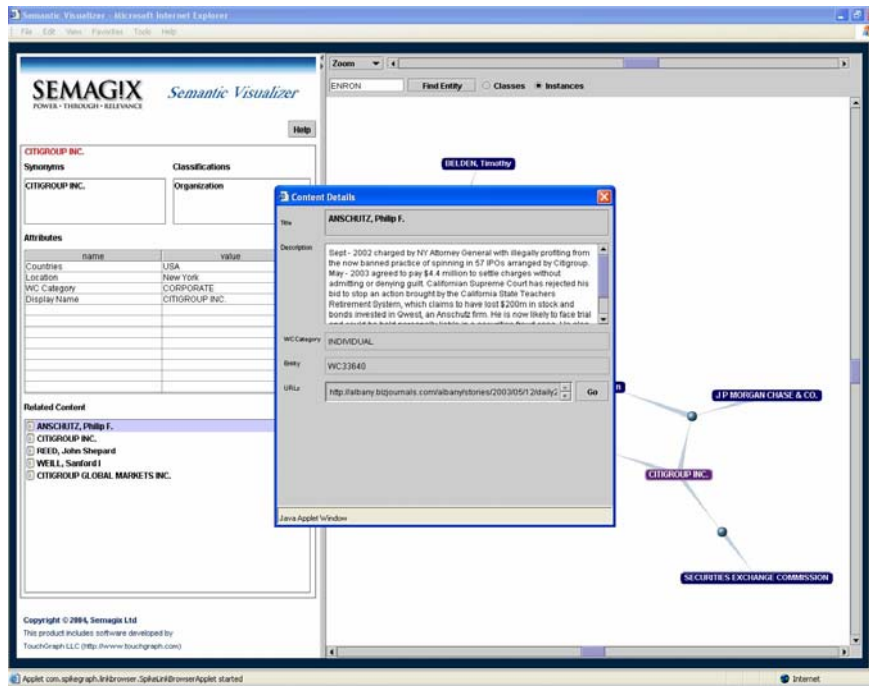 Semantic Visualizer - Microsoft Internet Explorer
File Edit View Favorites Tools Help
SEMAGIX
POWER · THROUGH · RELEVANCE
Semantic Visualizer
Help
CITIGROUP INC.
Synonyms
Classifications
CITIGROUP INC.
Organization
Attributes
name value
Countries USA
Location New York
WC Category CORPORATE
Display Name CITIGROUP INC.
Related Content
ANSCHUTZ, Philip F.
CITIGROUP INC.
REED, John Shepard
WEILL, Sanford I
CITIGROUP GLOBAL MARKETS INC.
Copyright © 2004, Semagix Ltd
This product includes software developed by
TouchGraph LLC (http://www.touchgraph.com)
Zoom
ENRON
Find Entity
Classes
Instances
BELDEN, Timothy
Content Details
Title
ANSCHUTZ, Philip F.
Description
Sept - 2002 charged by NY Attorney General with illegally profiting from
the now banned practice of spinning in 57 IPOs arranged by Citigroup.
May - 2003 agreed to pay $4.4 million to settle charges without
admitting or denying guilt. Californian Supreme Court has rejected his
bid to stop an action brought by the California State Teachers
Retirement System, which claims to have lost $200m in stock and
bonds invested in Qwest, an Anschutz firm. He is now likely to face trial
WC Category
INDIVIDUAL
Entity
WC33640
URLs
http://albany.bizjournals.com/albany/stories/2003/05/12/daily2
Go
Java Applet Window
J P MORGAN CHASE & CO.
CITIGROUP INC.
SECURITIES EXCHANGE COMMISSION
Applet com.spikegraph.linkbrowser.SpikeLinkBrowserApplet started
Internet